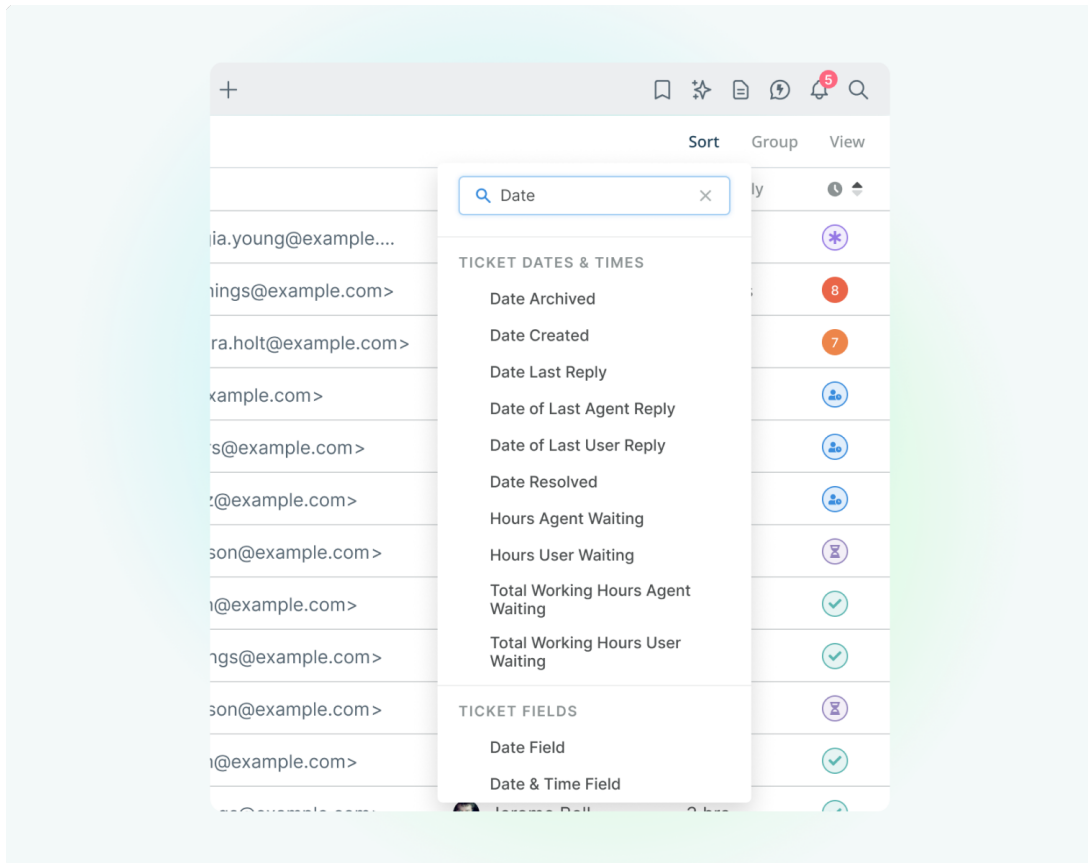 5
Sort Group View
Date
ly
gia.young@example....
TICKET DATES & TIMES
Date Archived
nings@example.com>
8
Date Created
ra.holt@example.com>
7
Date Last Reply
xample.com>
Date of Last Agent Reply
rs@example.com>
Date of Last User Reply
Date Resolved
z@example.com>
Hours Agent Waiting
son@example.com>
Hours User Waiting
Total Working Hours Agent
Waiting
n@example.com>
Total Working Hours User
Waiting
ngs@example.com>
son@example.com>
TICKET FIELDS
Date Field
n@example.com>
Date & Time Field